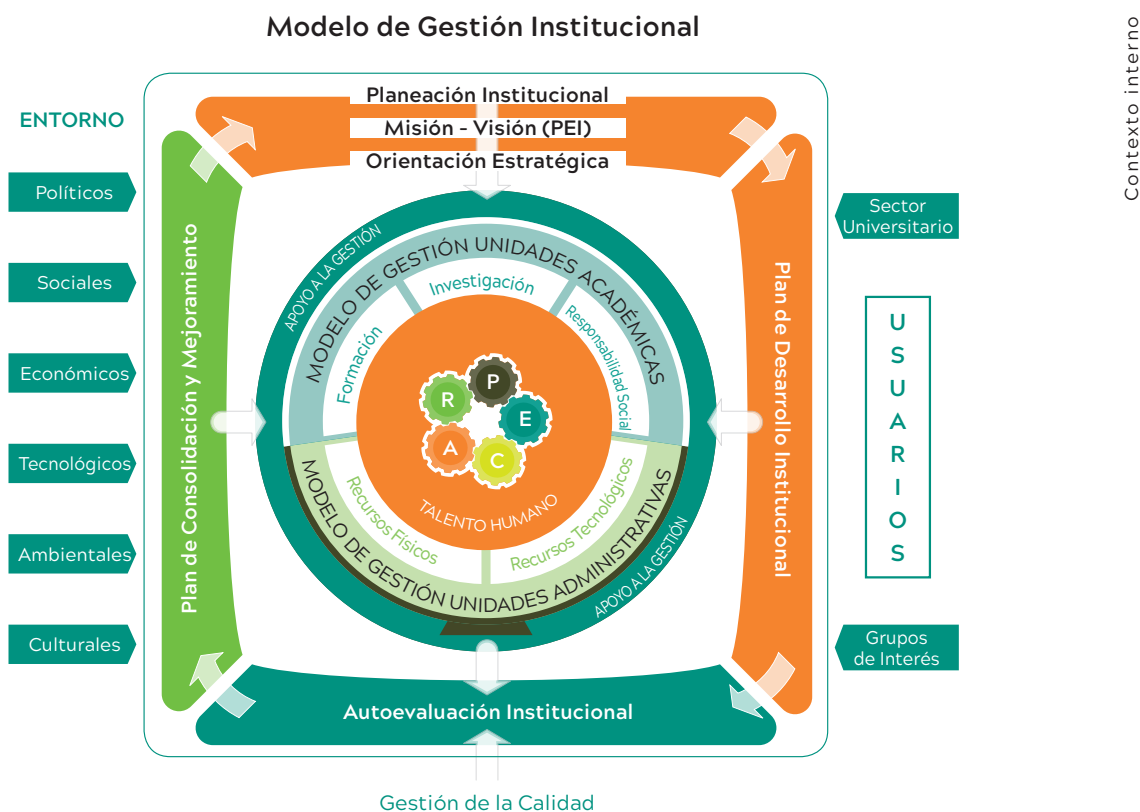 Modelo de Gestión Institucional
Contexto interno
ENTORNO
Políticos
Sociales
Económicos
Tecnológicos
Ambientales
Culturales
Planeación Institucional
Misión - Visión (PEI)
Orientación Estratégica
Plan de Consolidación y Mejoramiento
Plan de Desarrollo Institucional
APOYO A LA GESTIÓN
MODELO DE GESTIÓN UNIDADES ACADÉMICAS
Formación
Investigación
Responsabilidad Social
R
P
E
A
C
TALENTO HUMANO
Recursos Físicos
Recursos Tecnológicos
MODELO DE GESTIÓN UNIDADES ADMINISTRATIVAS
APOYO A LA GESTIÓN
Autoevaluación Institucional
Gestión de la Calidad
Sector
Universitario
U
S
U
A
R
I
O
S
Grupos
de Interés